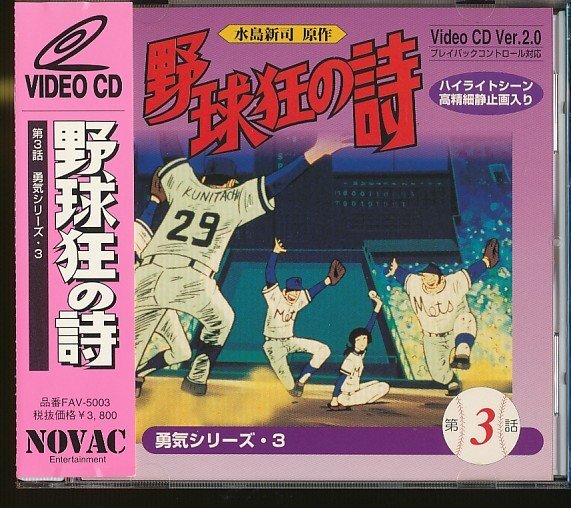 VIDEO CD
第3話 勇気シリーズ・3
野球狂の詩
品番FAV-5003
税抜価格¥3,800
NOVAC
Entertainment
水島新司 原作
野球狂の詩
Video CD Ver.2.0
プレイバックコントロール対応
ハイライトシーン
高精細静止画入り
KUNITACHI
29
Mets
Mets
勇気シリーズ・3
第3話